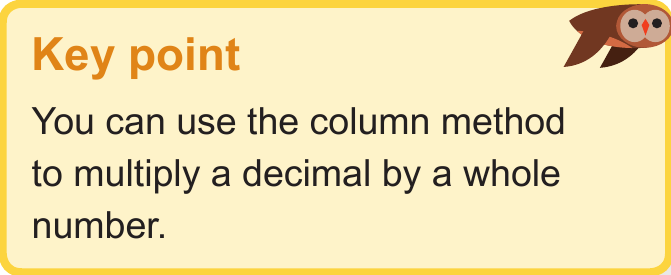 Key point
You can use the column method
to multiply a decimal by a whole
number.